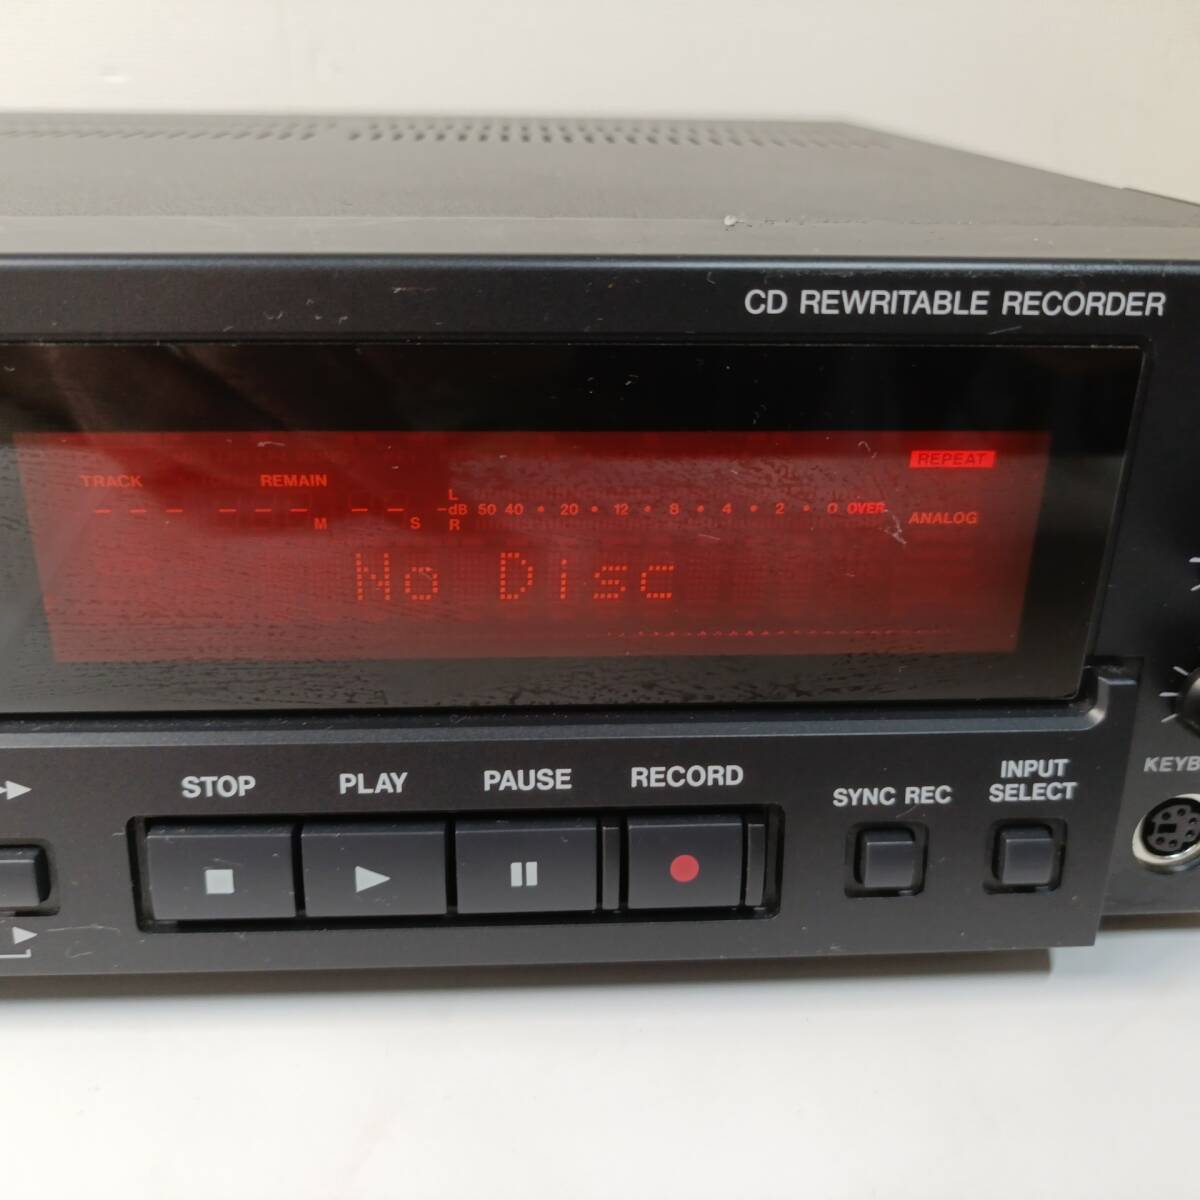 CD REWRITABLE RECORDER
REPEAT
TRACK REMAIN
--- --- --
M S
L
-dB 50 40 • 20 • 12 • 8 • 4 • 2 • 0 OVER
R
ANALOG
No Disc
STOP PLAY PAUSE RECORD
SYNC REC
INPUT
SELECT